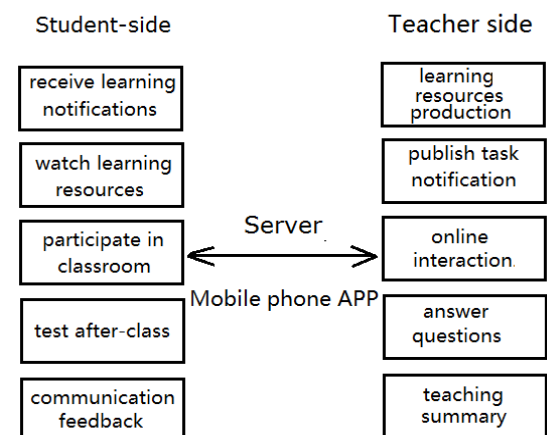 Student-side
Teacher side
receive learning
notifications
learning
resources
production
watch learning
resources
publish task
notification
participate in
classroom
Server
online
interaction
Mobile phone APP
test after-class
answer
questions
communication
feedback
teaching
summary